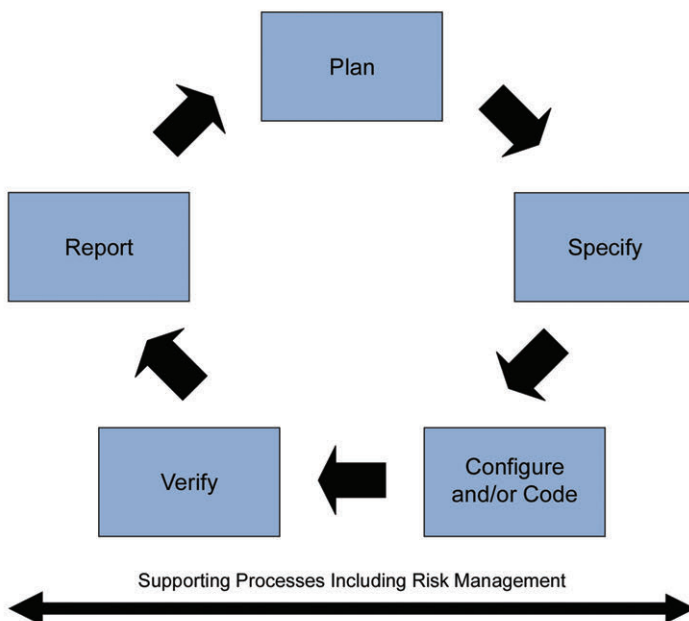 Plan
Specify
Configure
and/or Code
Verify
Report
Supporting Processes Including Risk Management